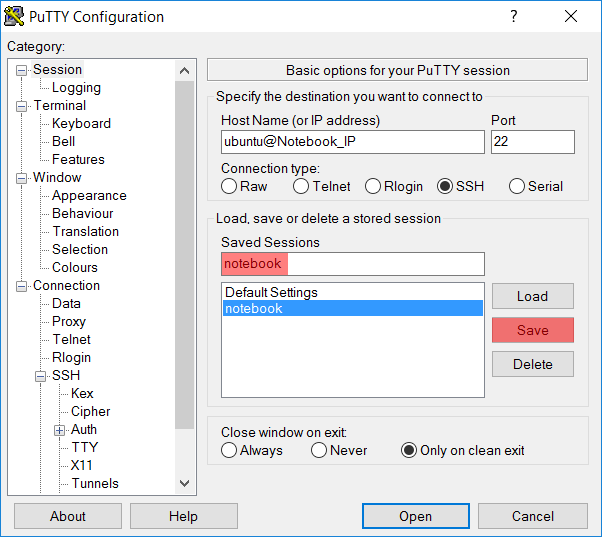 PuTTY Configuration
?
Category:
Session
Logging
Terminal
Keyboard
Bell
Features
Window
Appearance
Behaviour
Translation
Selection
Colours
Connection
Data
Proxy
Telnet
Rlogin
SSH
Kex
Cipher
Auth
TTY
X11
Tunnels
Basic options for your PuTTY session
Specify the destination you want to connect to
Host Name (or IP address) Port
ubuntu@Notebook_IP 22
Connection type:
Raw Telnet Rlogin SSH Serial
Load, save or delete a stored session
Saved Sessions
notebook
Default Settings
notebook
Load
Save
Delete
Close window on exit:
Always Never Only on clean exit
About Help Open Cancel